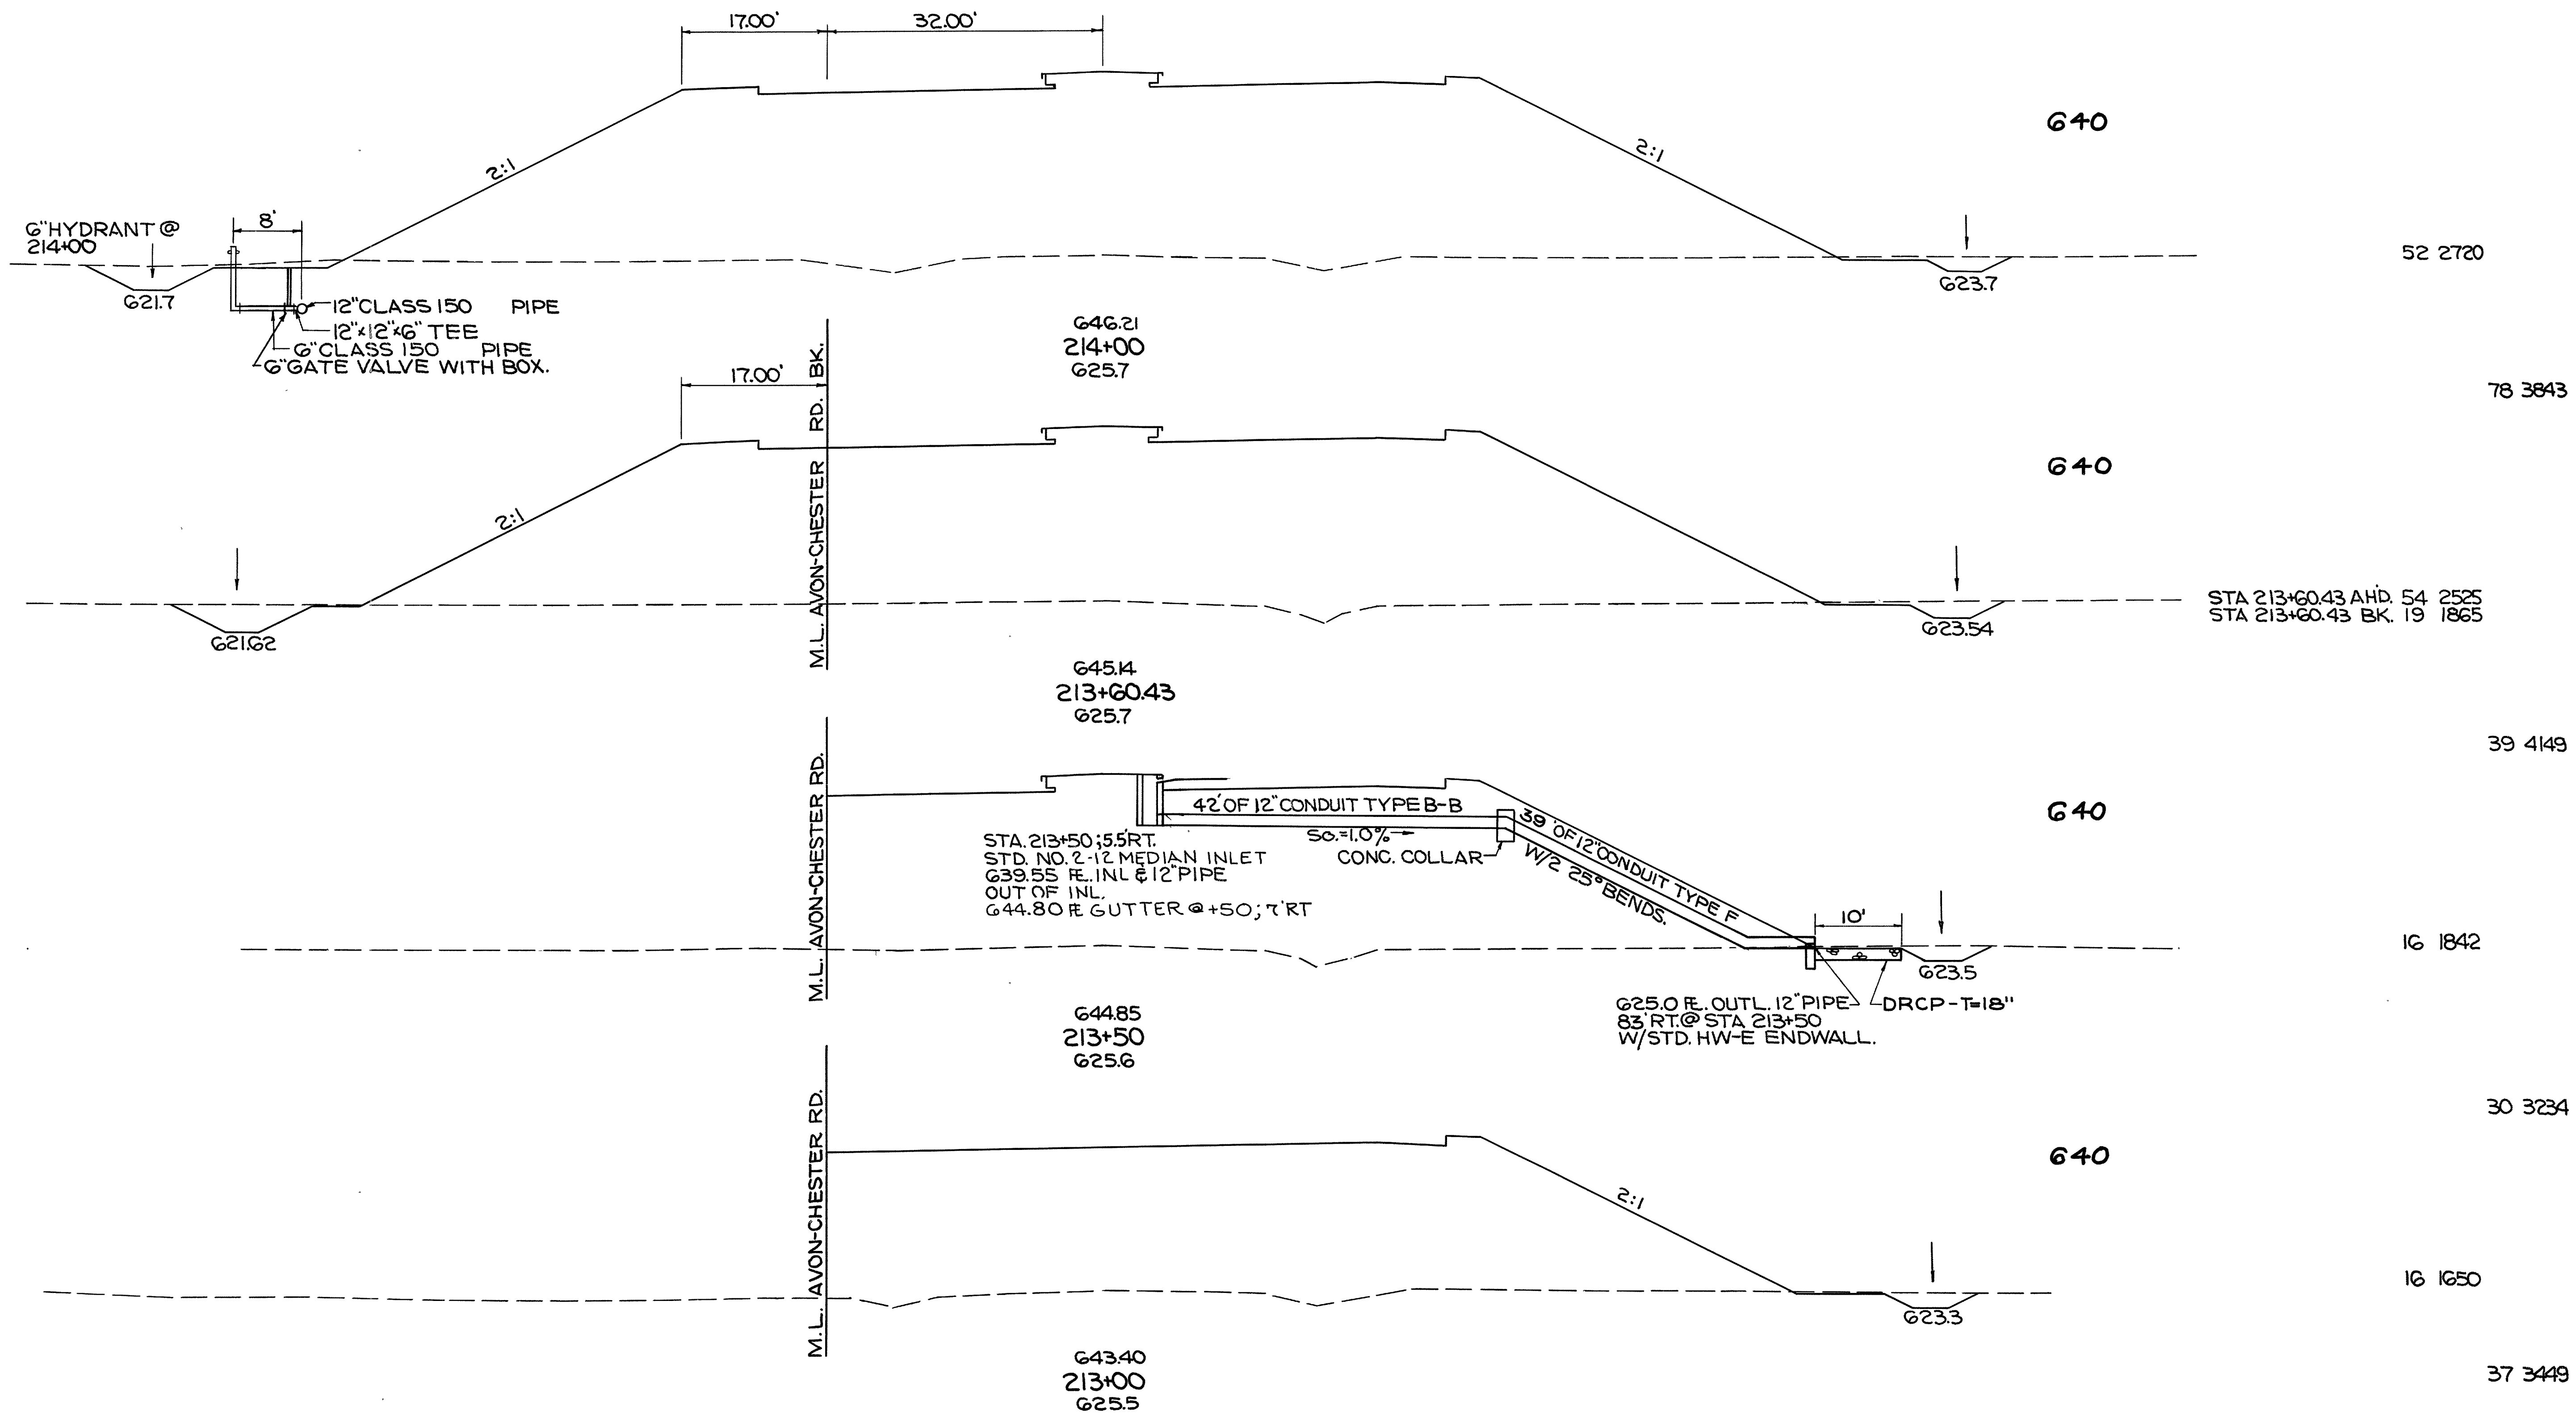 17.00' 32.00'
640
2:1
2:1
6" HYDRANT @
214+00
8'
52 2720
621.7
623.7
12" CLASS 150 PIPE
12"x12"x6" TEE
6" CLASS 150 PIPE
6" GATE VALVE WITH BOX.
646.21
214+00
625.7
17.00'
78 3843
M.L. AVON-CHESTER RD. BK.
640
2:1
STA 213+60.43 AHD. 54 2525
STA 213+60.43 BK. 19 1865
621.62
623.54
645.14
213+60.43
625.7
39 4149
M.L. AVON-CHESTER RD.
640
42' OF 12" CONDUIT TYPE B-B
39' OF 12" CONDUIT TYPE F
W/2 25° BENDS.
SO.=1.0%
CONC. COLLAR
STA. 213+50; 5.5' RT.
STD. NO. 2-12 MEDIAN INLET
639.55 FE. INL & 12" PIPE
OUT OF INL.
644.80 FE GUTTER @ +50; 7' RT
10'
16 1842
623.5
625.0 FE. OUTL. 12" PIPE
83' RT. @ STA 213+50
W/STD. HW-E ENDWALL.
DRCP-T=18"
644.85
213+50
625.6
30 3234
M.L. AVON-CHESTER RD.
640
2:1
16 1650
623.3
643.40
213+00
625.5
37 3449